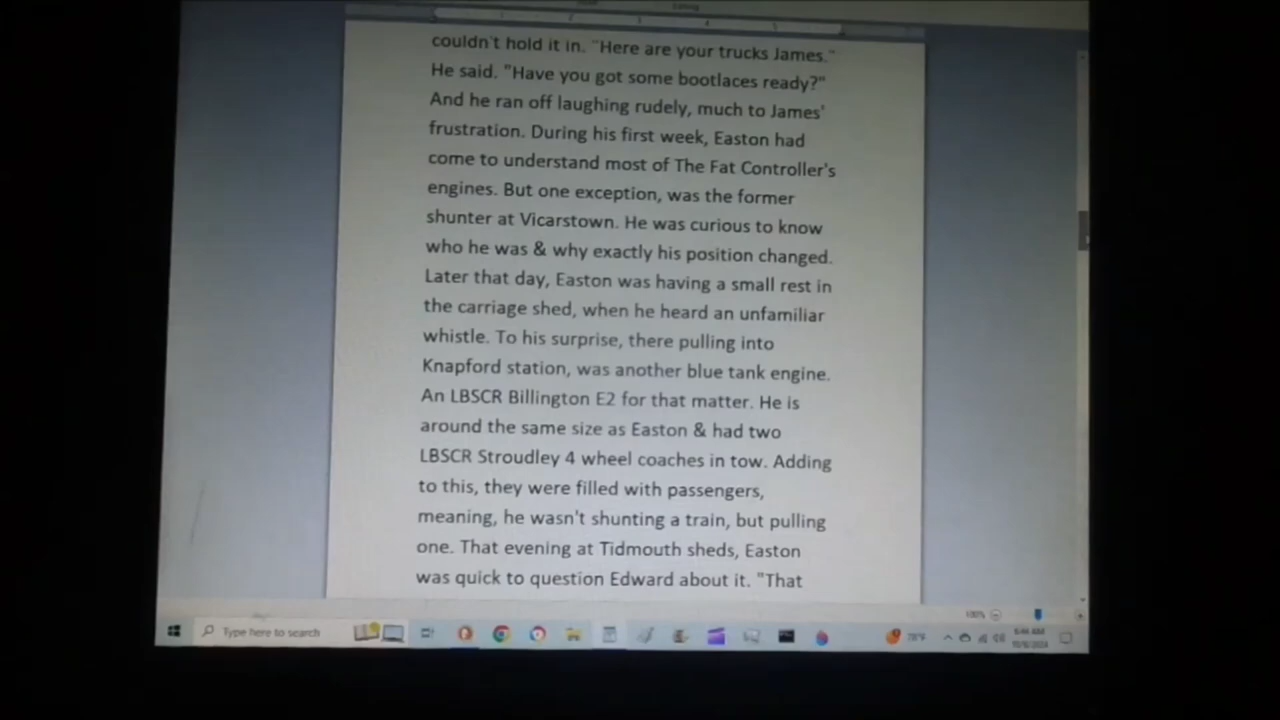 couldn't hold it in. "Here are your trucks James."
He said. "Have you got some bootlaces ready?"
And he ran off laughing rudely, much to James'
frustration. During his first week, Easton had
come to understand most of The Fat Controller's
engines. But one exception, was the former
shunter at Vicarstown. He was curious to know
who he was & why exactly his position changed.
Later that day, Easton was having a small rest in
the carriage shed, when he heard an unfamiliar
whistle. To his surprise, there pulling into
Knapford station, was another blue tank engine.
An LBSCR Billington E2 for that matter. He is
around the same size as Easton & had two
LBSCR Stroudley 4 wheel coaches in tow. Adding
to this, they were filled with passengers,
meaning, he wasn't shunting a train, but pulling
one. That evening at Tidmouth sheds, Easton
was quick to question Edward about it. "That
100%
Type here to search
78°F